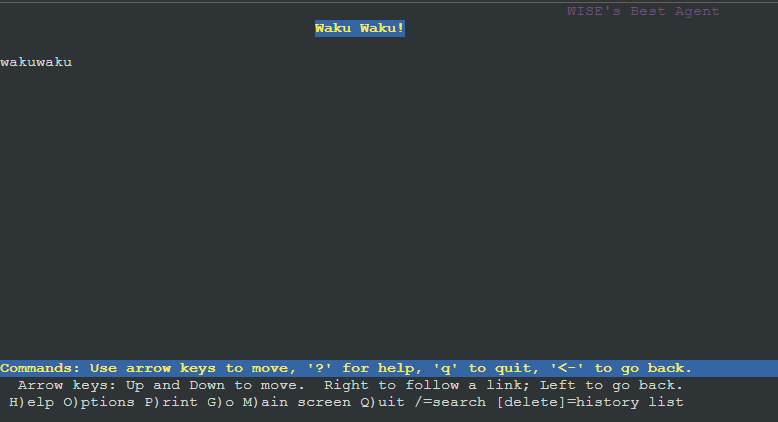 WISE's Best Agent
Waku Waku!
wakuwaku
Commands: Use arrow keys to move, '?' for help, 'q' to quit, '<-' to go back.
Arrow keys: Up and Down to move.  Right to follow a link; Left to go back.
H)elp O)ptions P)rint G)o M)ain screen Q)uit /=search [delete]=history list